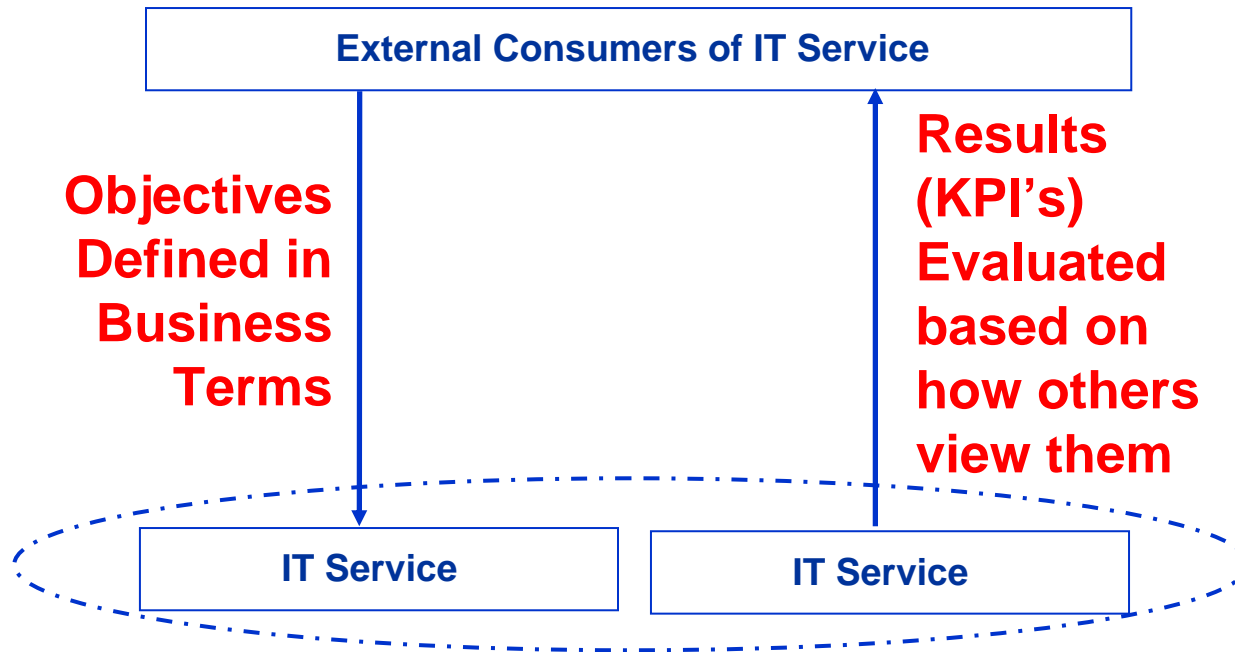 External Consumers of IT Service
Objectives
Defined in
Business
Terms
Results
(KPI’s)
Evaluated
based on
how others
view them
IT Service
IT Service